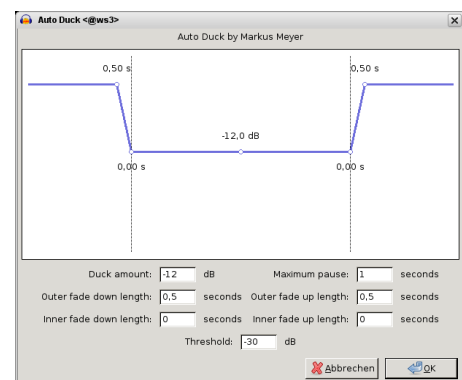 Auto Duck <@ws3>
Auto Duck by Markus Meyer
0,50 s 0,50 s
-12,0 dB
0,00 s 0,00 s
Duck amount: -12 dB Maximum pause: 1 seconds
Outer fade down length: 0,5 seconds Outer fade up length: 0,5 seconds
Inner fade down length: 0 seconds Inner fade up length: 0 seconds
Threshold: -30 dB
Abbrechen OK